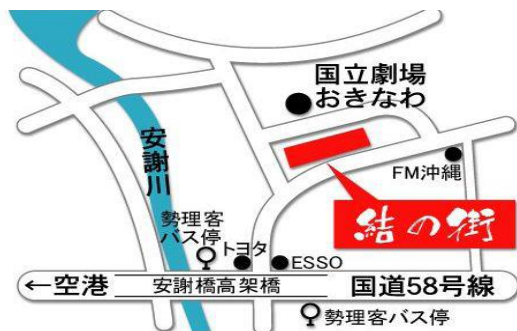 国立劇場
おきなわ
安謝川
FM沖縄
結の街
勢理客
バス停
トヨタ
ESSO
←空港
安謝橋高架橋
国道58号線
勢理客バス停